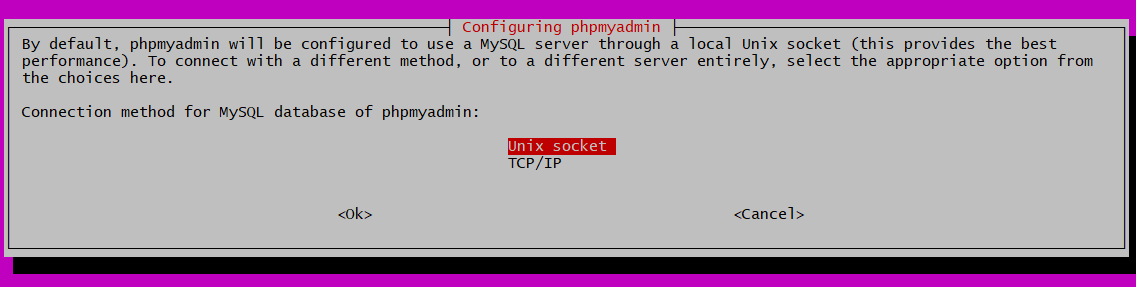 Configuring phpmyadmin
By default, phpmyadmin will be configured to use a MySQL server through a local Unix socket (this provides the best
performance). To connect with a different method, or to a different server entirely, select the appropriate option from
the choices here.
Connection method for MySQL database of phpmyadmin:
Unix socket
TCP/IP
<Ok> <Cancel>